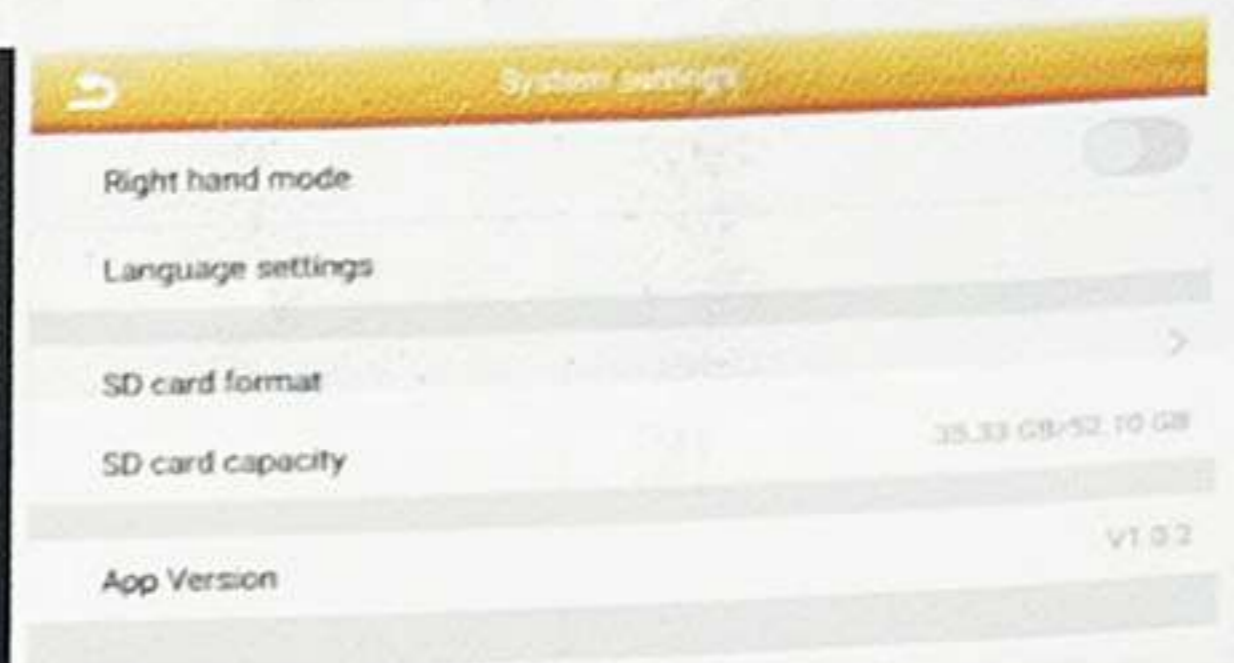 System settings
Right hand mode
Language settings
SD card format
SD card capacity
35.33 GB/52.10 GB
App Version
V1.0.2